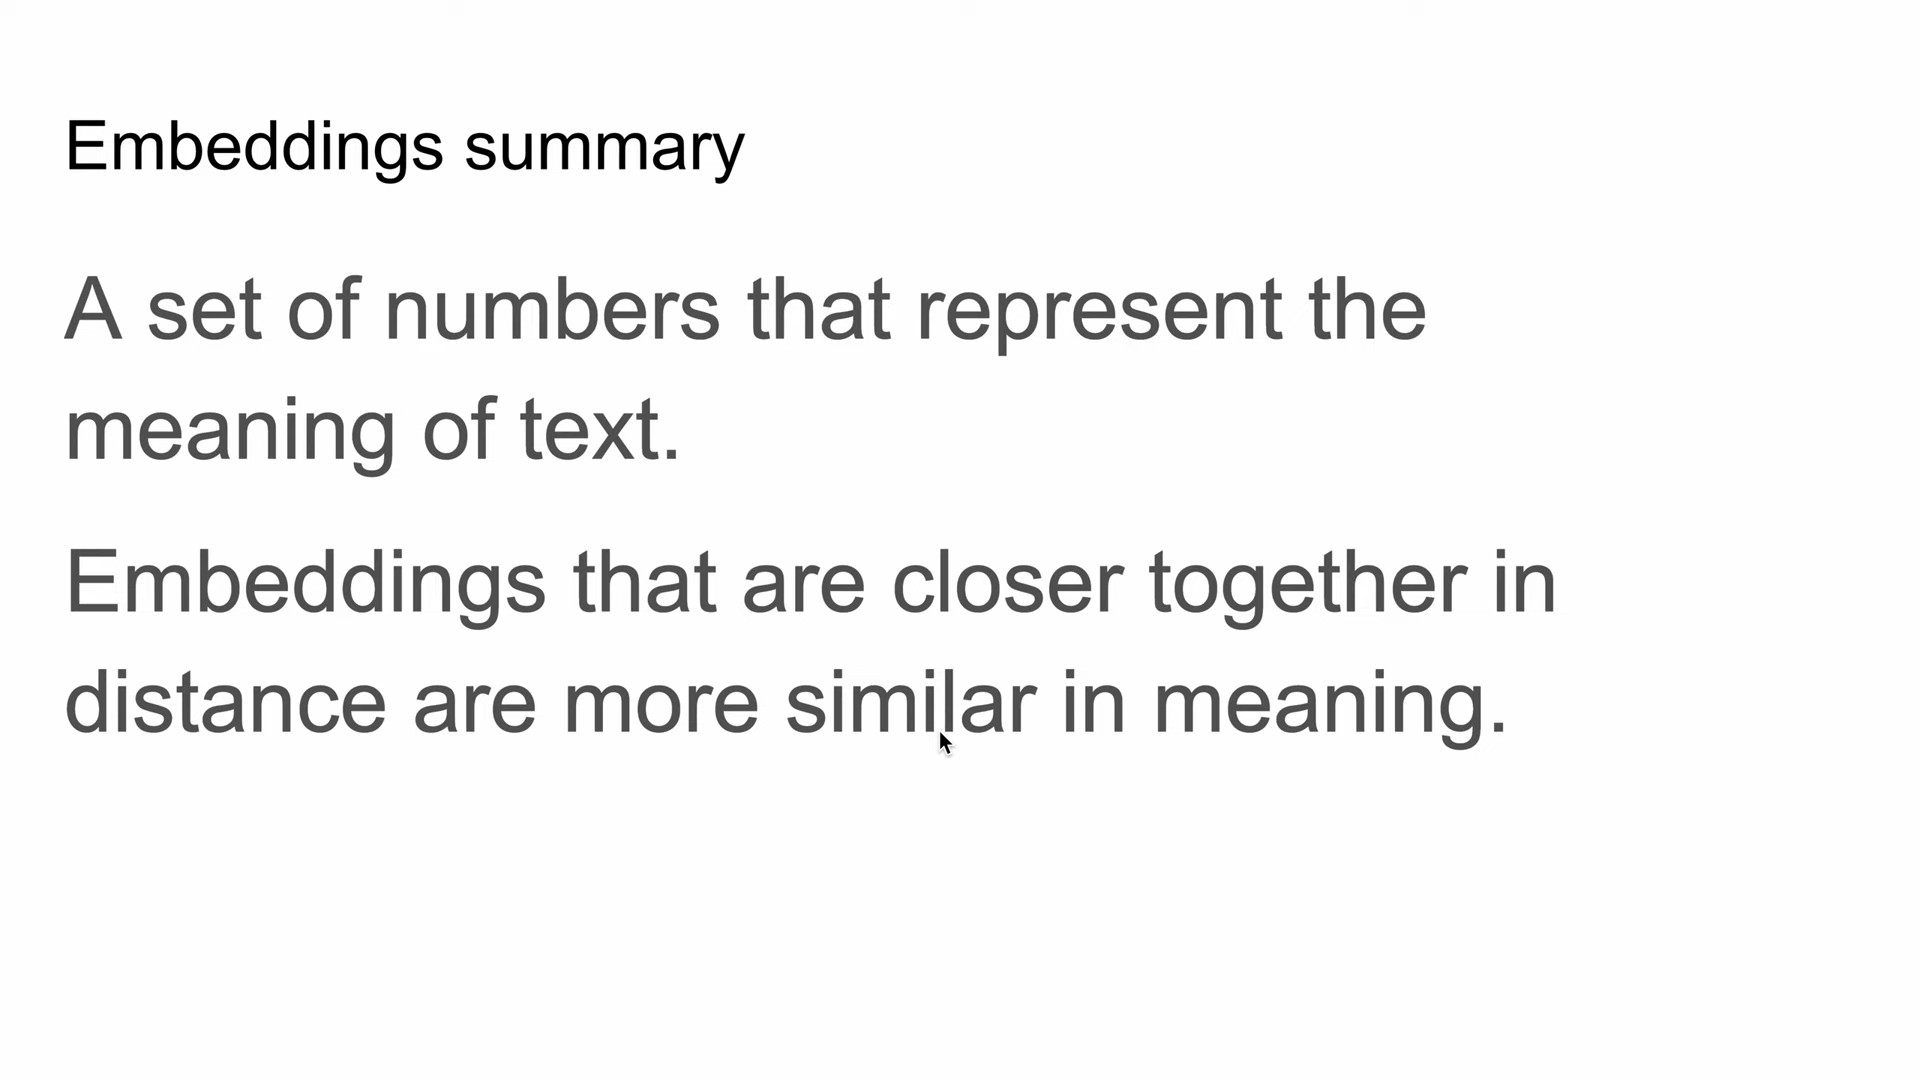 Embeddings summary
A set of numbers that represent the
meaning of text.
Embeddings that are closer together in
distance are more similar in meaning.